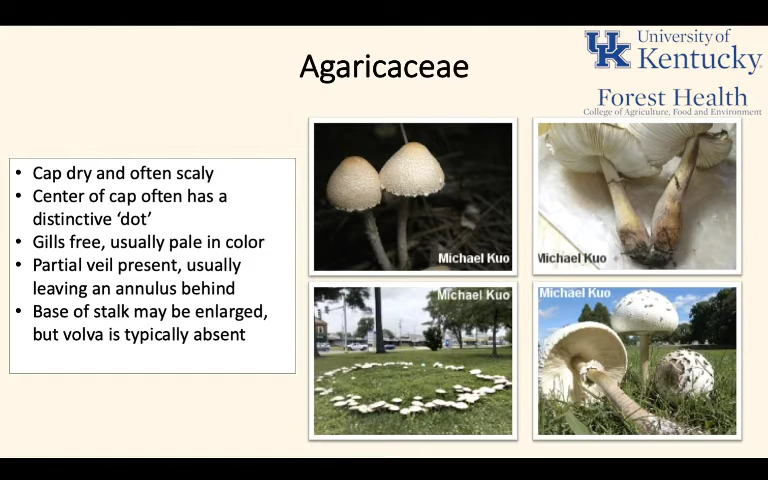 Agaricaceae
University of
Kentucky
Forest Health
College of Agriculture, Food and Environment
• Cap dry and often scaly
• Center of cap often has a
distinctive ‘dot’
• Gills free, usually pale in color
• Partial veil present, usually
leaving an annulus behind
• Base of stalk may be enlarged,
but volva is typically absent
Michael Kuo
Michael Kuo
Michael Kuo
Michael Kuo